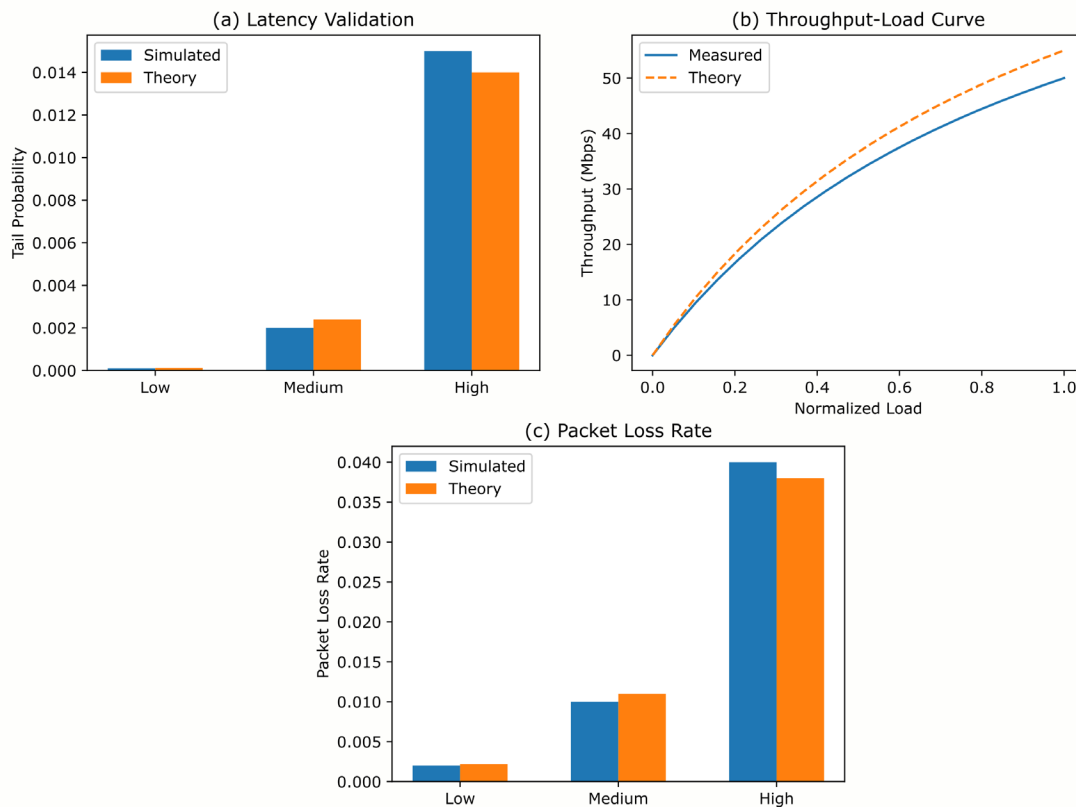 (a) Latency Validation
Simulated
Theory
Tail Probability
0.014
0.012
0.010
0.008
0.006
0.004
0.002
0.000
Low Medium High
(b) Throughput-Load Curve
Measured
Theory
Throughput (Mbps)
50
40
30
20
10
0
0.0 0.2 0.4 0.6 0.8 1.0
Normalized Load
(c) Packet Loss Rate
Simulated
Theory
Packet Loss Rate
0.040
0.035
0.030
0.025
0.020
0.015
0.010
0.005
0.000
Low Medium High